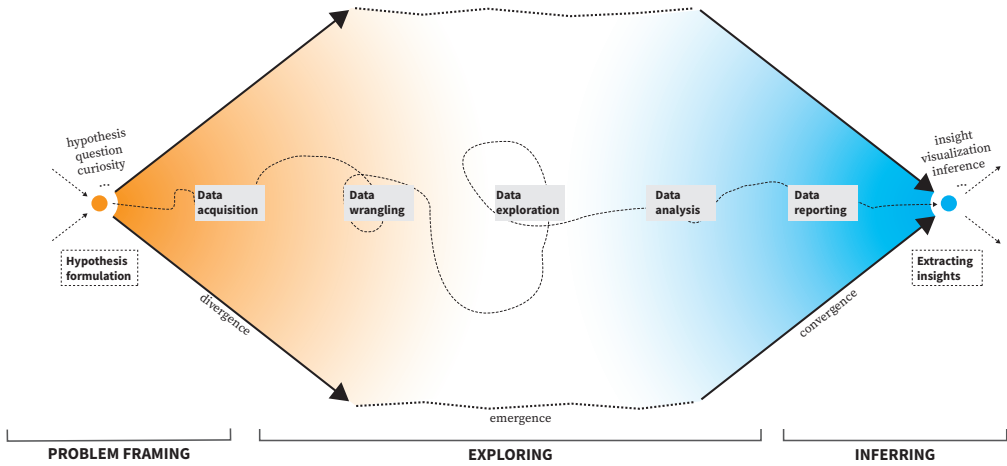 hypothesis
question
curiosity
Hypothesis
formulation
divergence
Data
acquisition
Data
wrangling
Data
exploration
Data
analysis
Data
reporting
emergence
convergence
insight
visualization
inference
Extracting
insights
PROBLEM FRAMING
EXPLORING
INFERRING